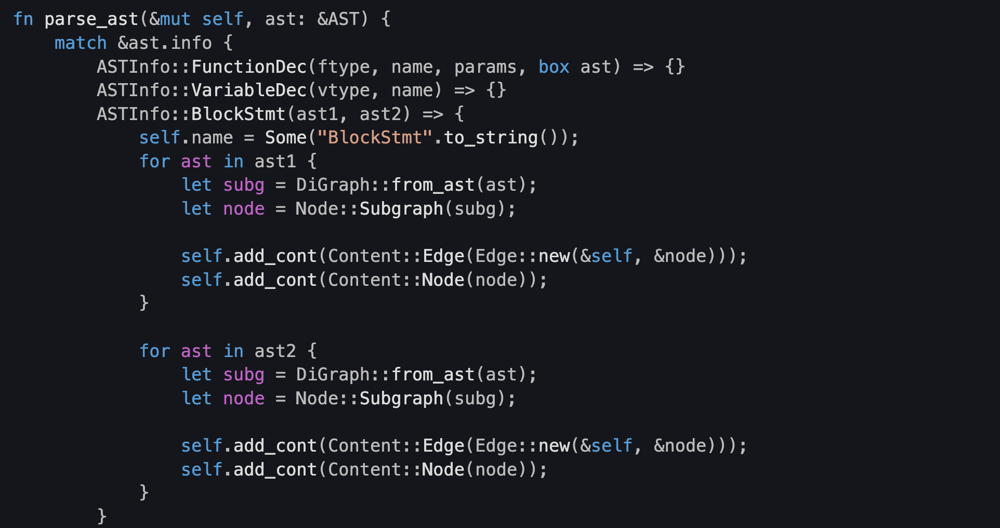 fn parse_ast(&mut self, ast: &AST) {
    match &ast.info {
        ASTInfo::FunctionDec(ftype, name, params, box ast) => {}
        ASTInfo::VariableDec(vtype, name) => {}
        ASTInfo::BlockStmt(ast1, ast2) => {
            self.name = Some("BlockStmt".to_string());
            for ast in ast1 {
                let subg = DiGraph::from_ast(ast);
                let node = Node::Subgraph(subg);

                self.add_cont(Content::Edge(Edge::new(&self, &node)));
                self.add_cont(Content::Node(node));
            }

            for ast in ast2 {
                let subg = DiGraph::from_ast(ast);
                let node = Node::Subgraph(subg);

                self.add_cont(Content::Edge(Edge::new(&self, &node)));
                self.add_cont(Content::Node(node));
            }
        }